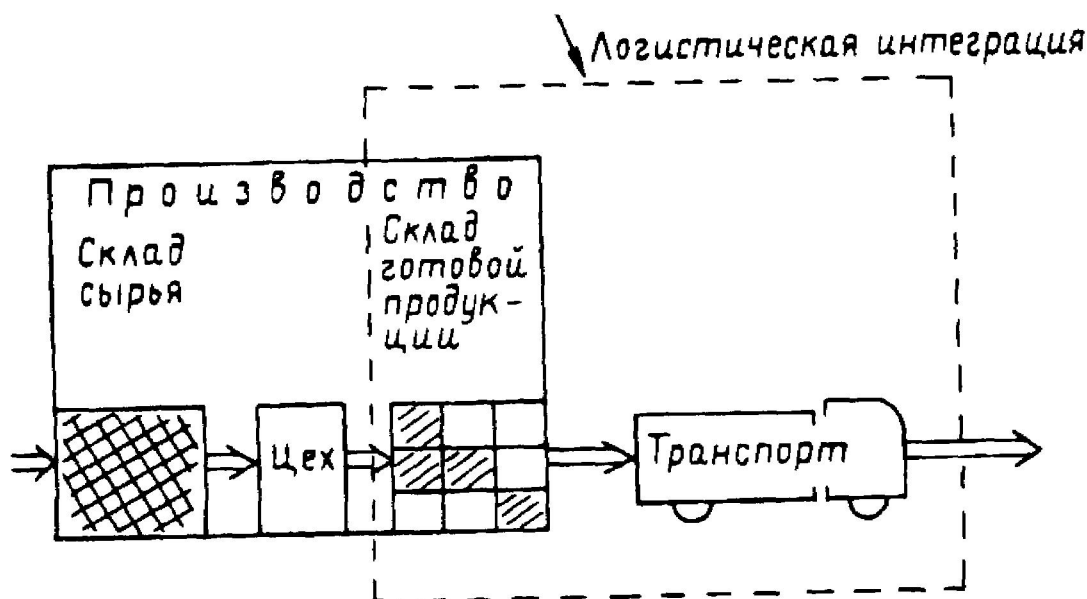 Логистическая интеграция
Производство
Склад
сырья
Склад
готовой
продук-
ции
Цех
Транспорт